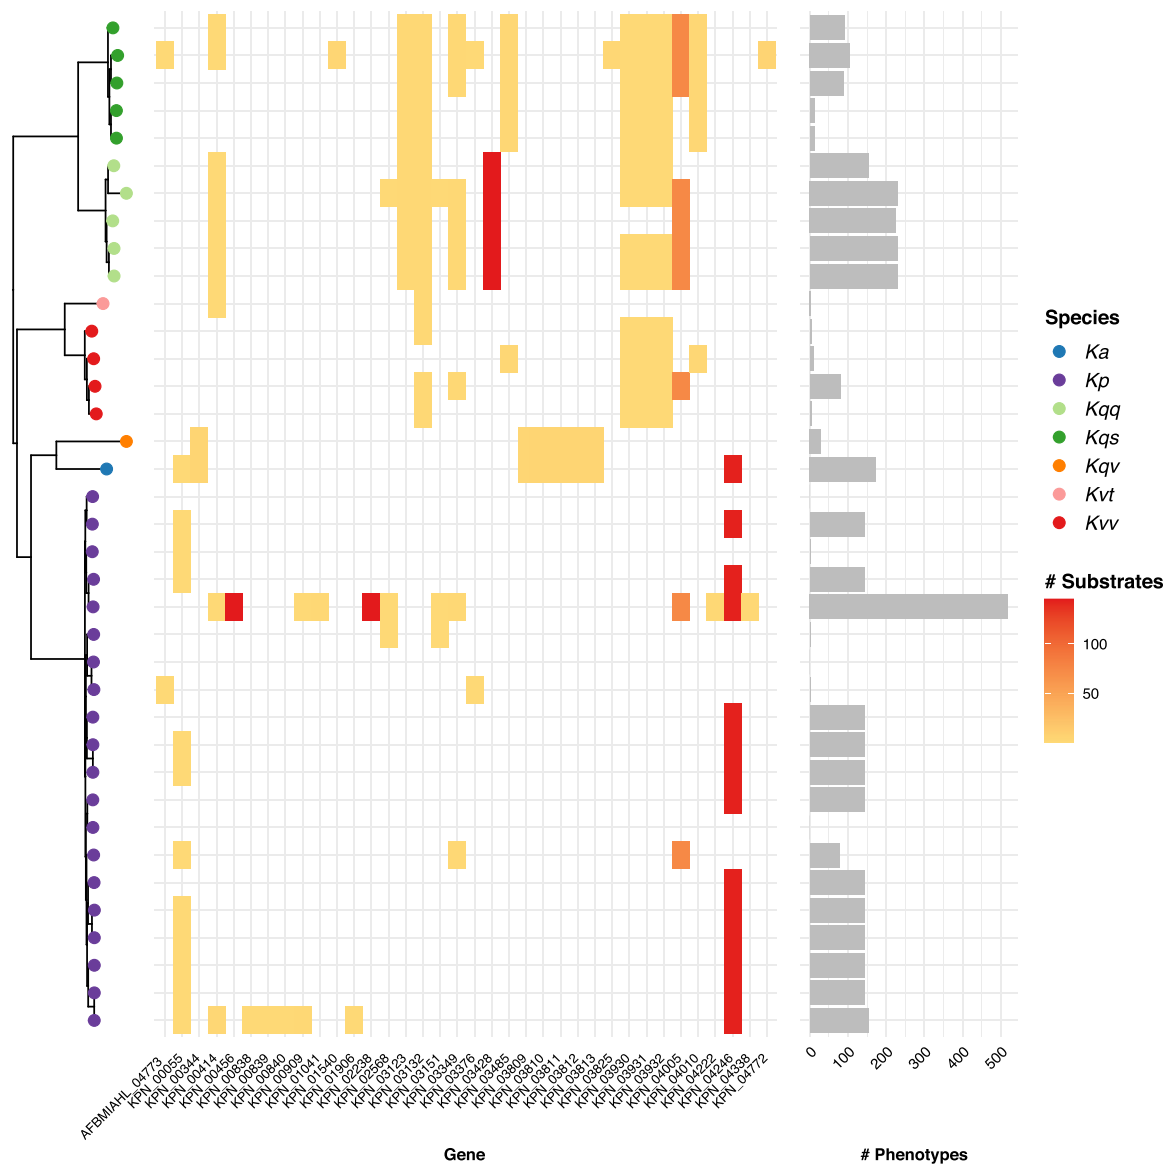 Species
Ka
Kp
Kqq
Kqs
Kqv
Kvt
Kvv
# Substrates
100
50
AFBMIAHL_04773
KPN_00055
KPN_00344
KPN_00414
KPN_00456
KPN_00838
KPN_00839
KPN_00840
KPN_00909
KPN_01041
KPN_01540
KPN_01906
KPN_02238
KPN_02568
KPN_03123
KPN_03132
KPN_03151
KPN_03349
KPN_03376
KPN_03428
KPN_03485
KPN_03809
KPN_03810
KPN_03811
KPN_03812
KPN_03813
KPN_03825
KPN_03930
KPN_03931
KPN_03932
KPN_04005
KPN_04010
KPN_04222
KPN_04246
KPN_04338
KPN_04772
0
100
200
300
400
500
Gene
# Phenotypes